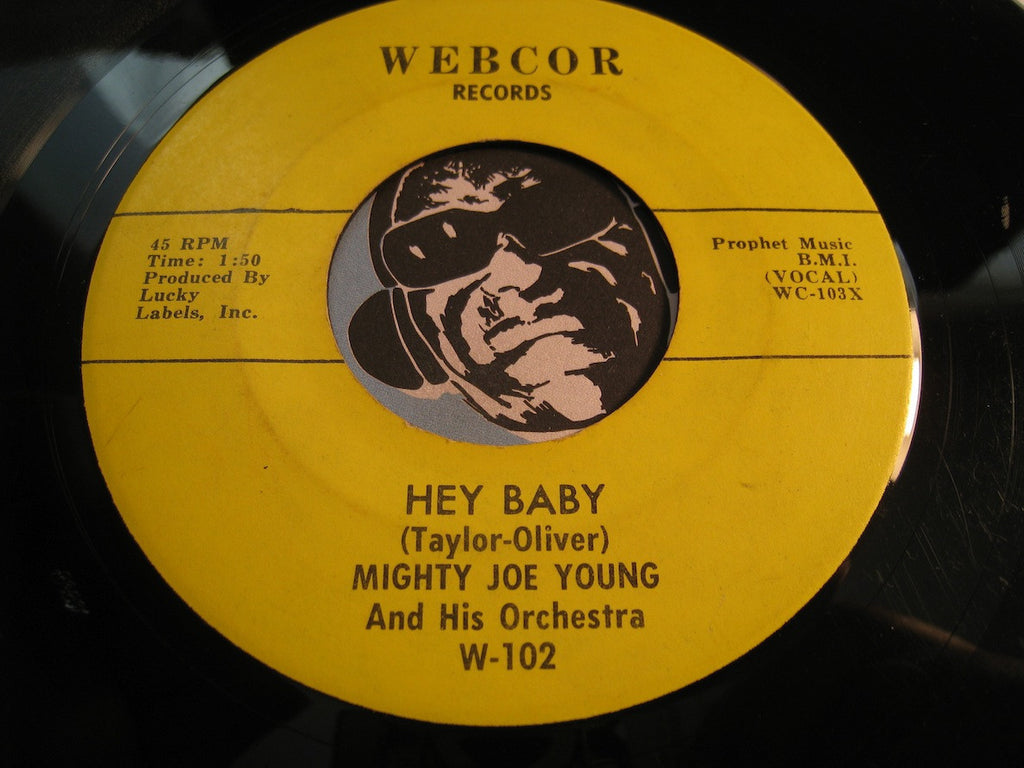 WEBCOR
RECORDS
45 RPM
Time: 1:50
Produced By
Lucky
Labels, Inc.
Prophet Music
B.M.I.
(VOCAL)
WC-103X
HEY BABY
(Taylor-Oliver)
MIGHTY JOE YOUNG
And His Orchestra
W-102